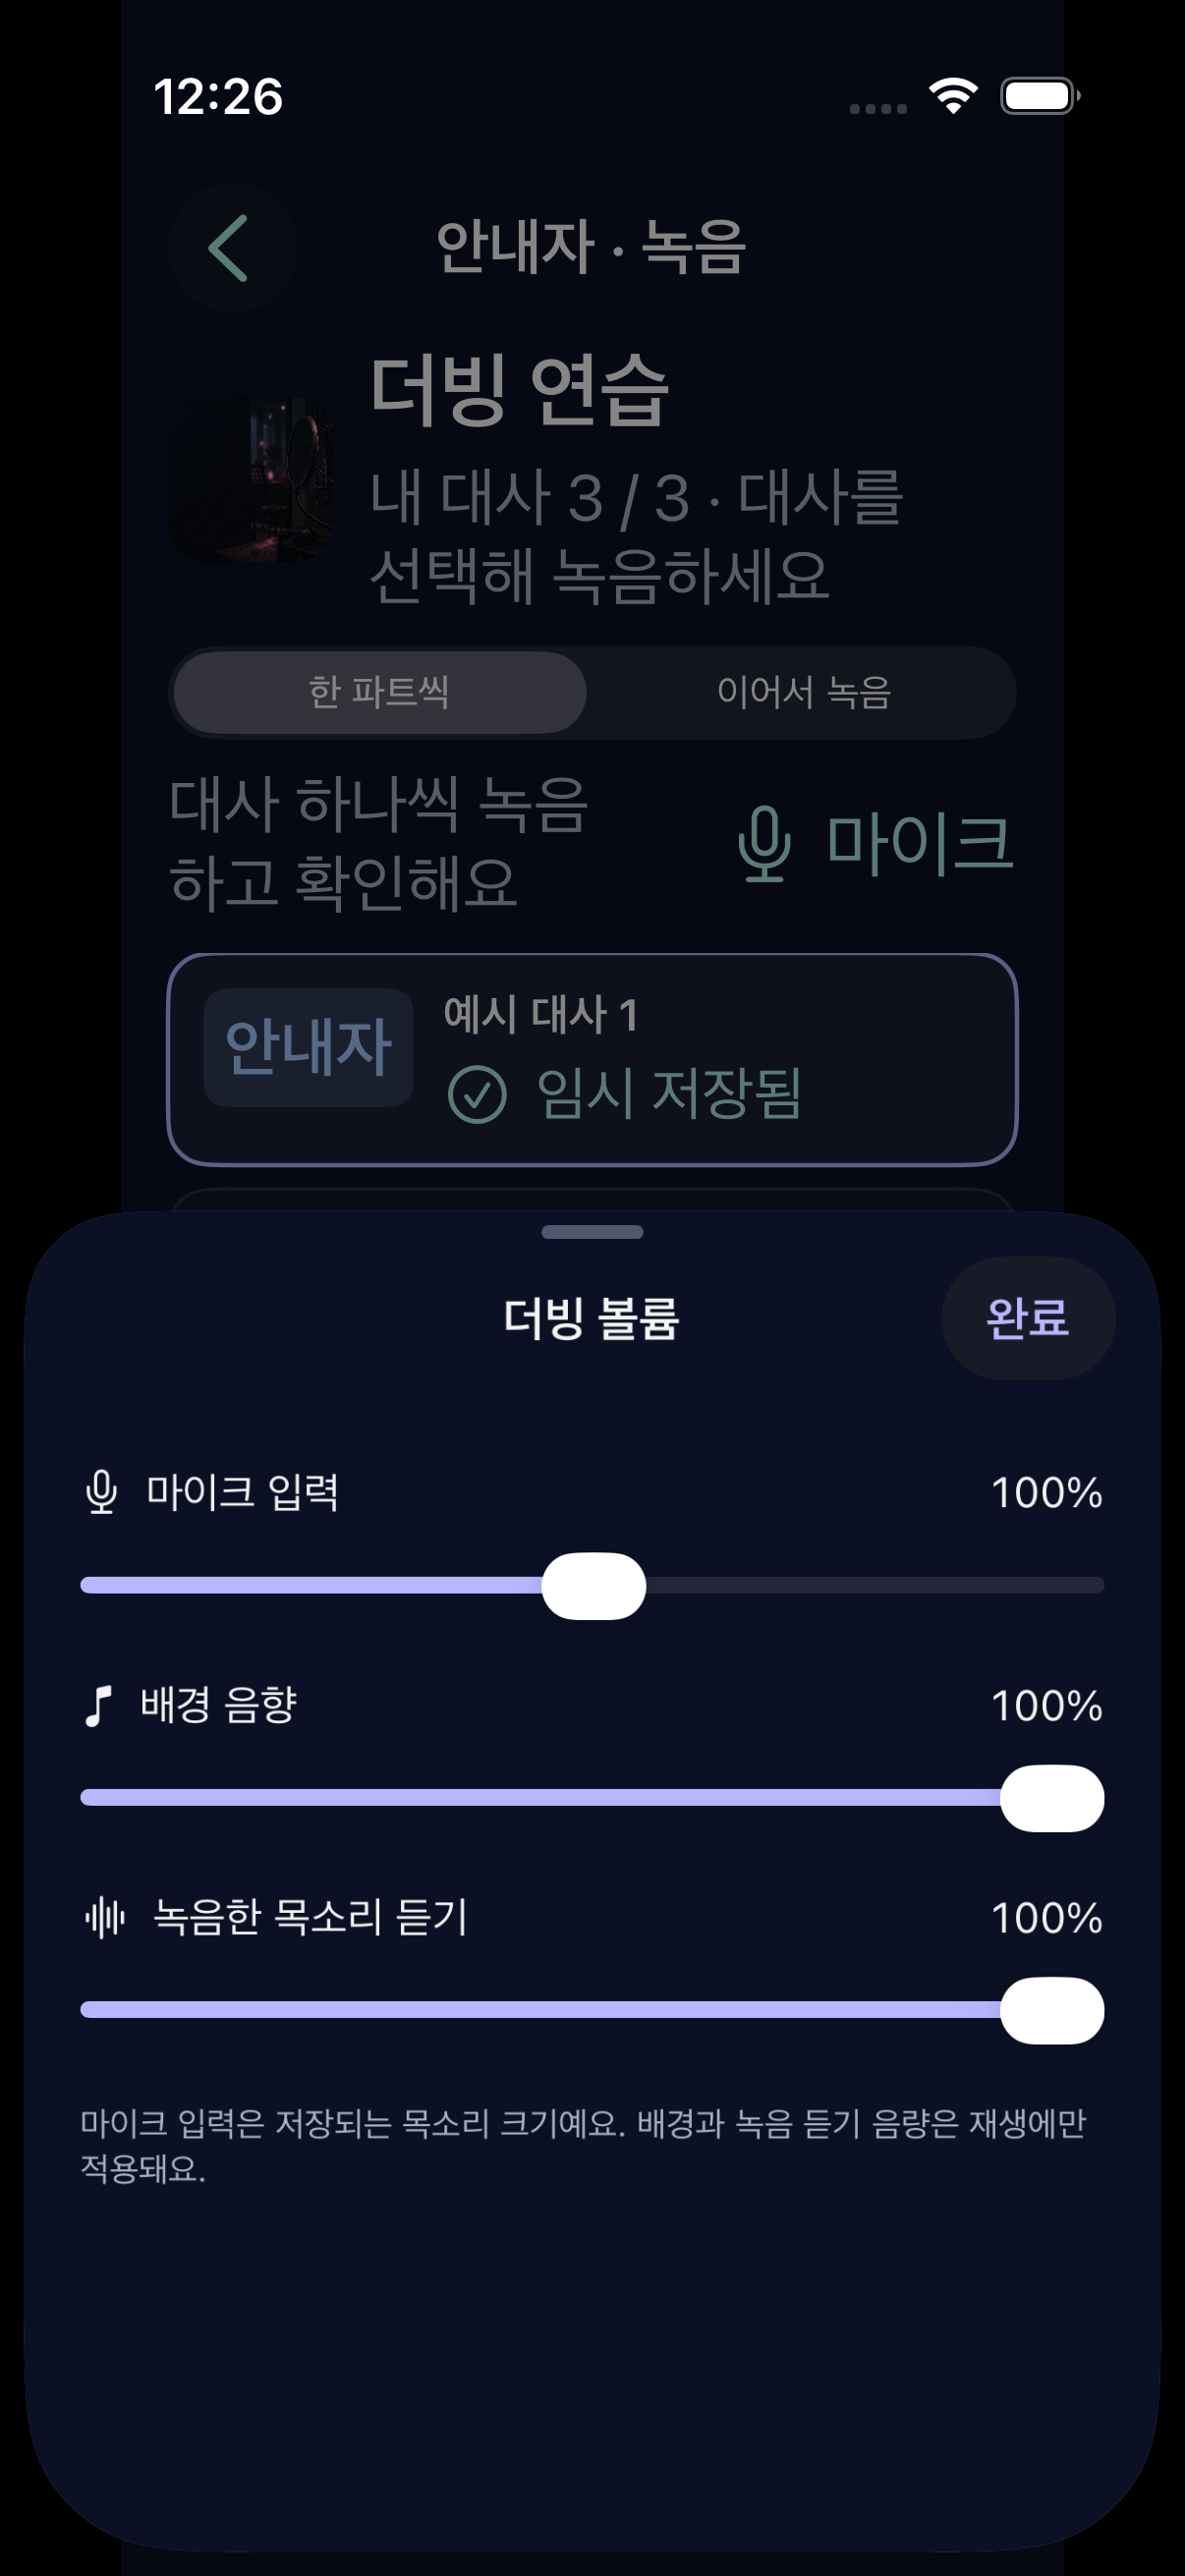 12:26
안내자 · 녹음
더빙 연습
내 대사 3 / 3 · 대사를
선택해 녹음하세요
한 파트씩
이어서 녹음
대사 하나씩 녹음
하고 확인해요
마이크
안내자
예시 대사 1
임시 저장됨
더빙 볼륨
완료
마이크 입력
100%
배경 음향
100%
녹음한 목소리 듣기
100%
마이크 입력은 저장되는 목소리 크기예요. 배경과 녹음 듣기 음량은 재생에만
적용돼요.